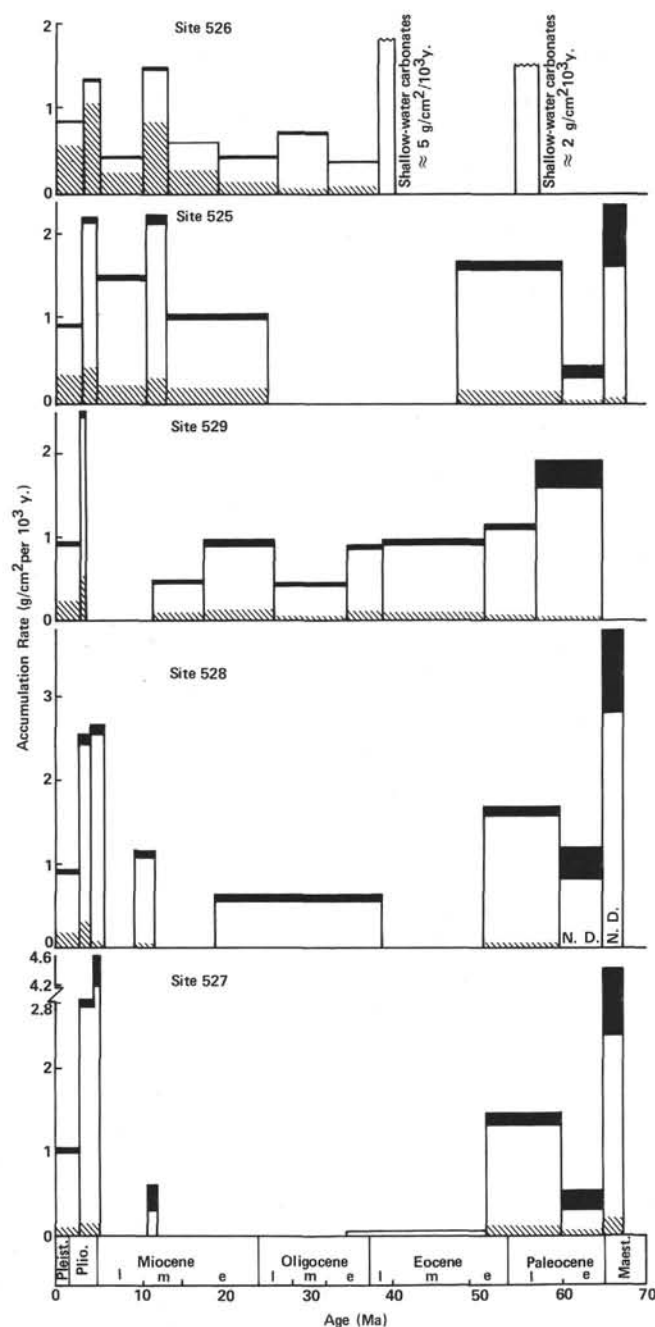 Site 526
2
1
0
Shallow-water carbonates
≈ 5 g/cm²/10³y.
Shallow-water carbonates
≈ 2 g/cm²10³y.
Site 525
2
1
0
Site 529
2
1
0
Accumulation Rate (g/cm² per 10³ y.)
Site 528
3
2
1
0
N. D.
N. D.
Site 527
4.6
4.2
2.8
2
1
0
Pleist.
Plio.
Miocene
l m e
Oligocene
l m e
Eocene
l m e
Paleocene
l e
Maest.
0 10 20 30 40 50 60 70
Age (Ma)